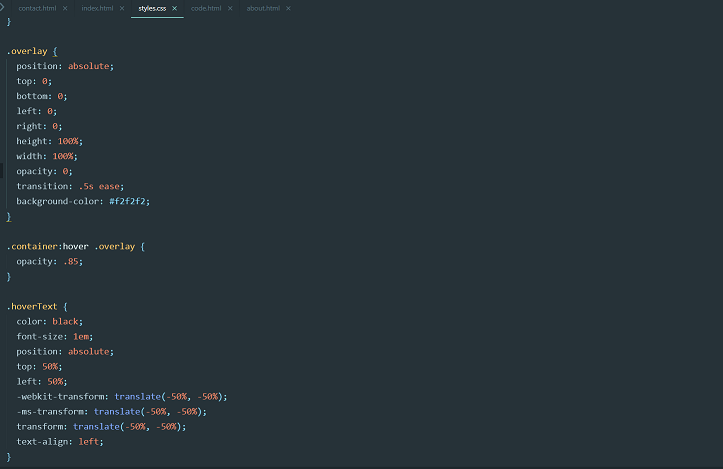 contact.html × index.html × styles.css × code.html × about.html ×
}
.overlay {
position: absolute;
top: 0;
bottom: 0;
left: 0;
right: 0;
height: 100%;
width: 100%;
opacity: 0;
transition: .5s ease;
background-color: #f2f2f2;
}
.container:hover .overlay {
opacity: .85;
}
.hoverText {
color: black;
font-size: 1em;
position: absolute;
top: 50%;
left: 50%;
-webkit-transform: translate(-50%, -50%);
-ms-transform: translate(-50%, -50%);
transform: translate(-50%, -50%);
text-align: left;
}